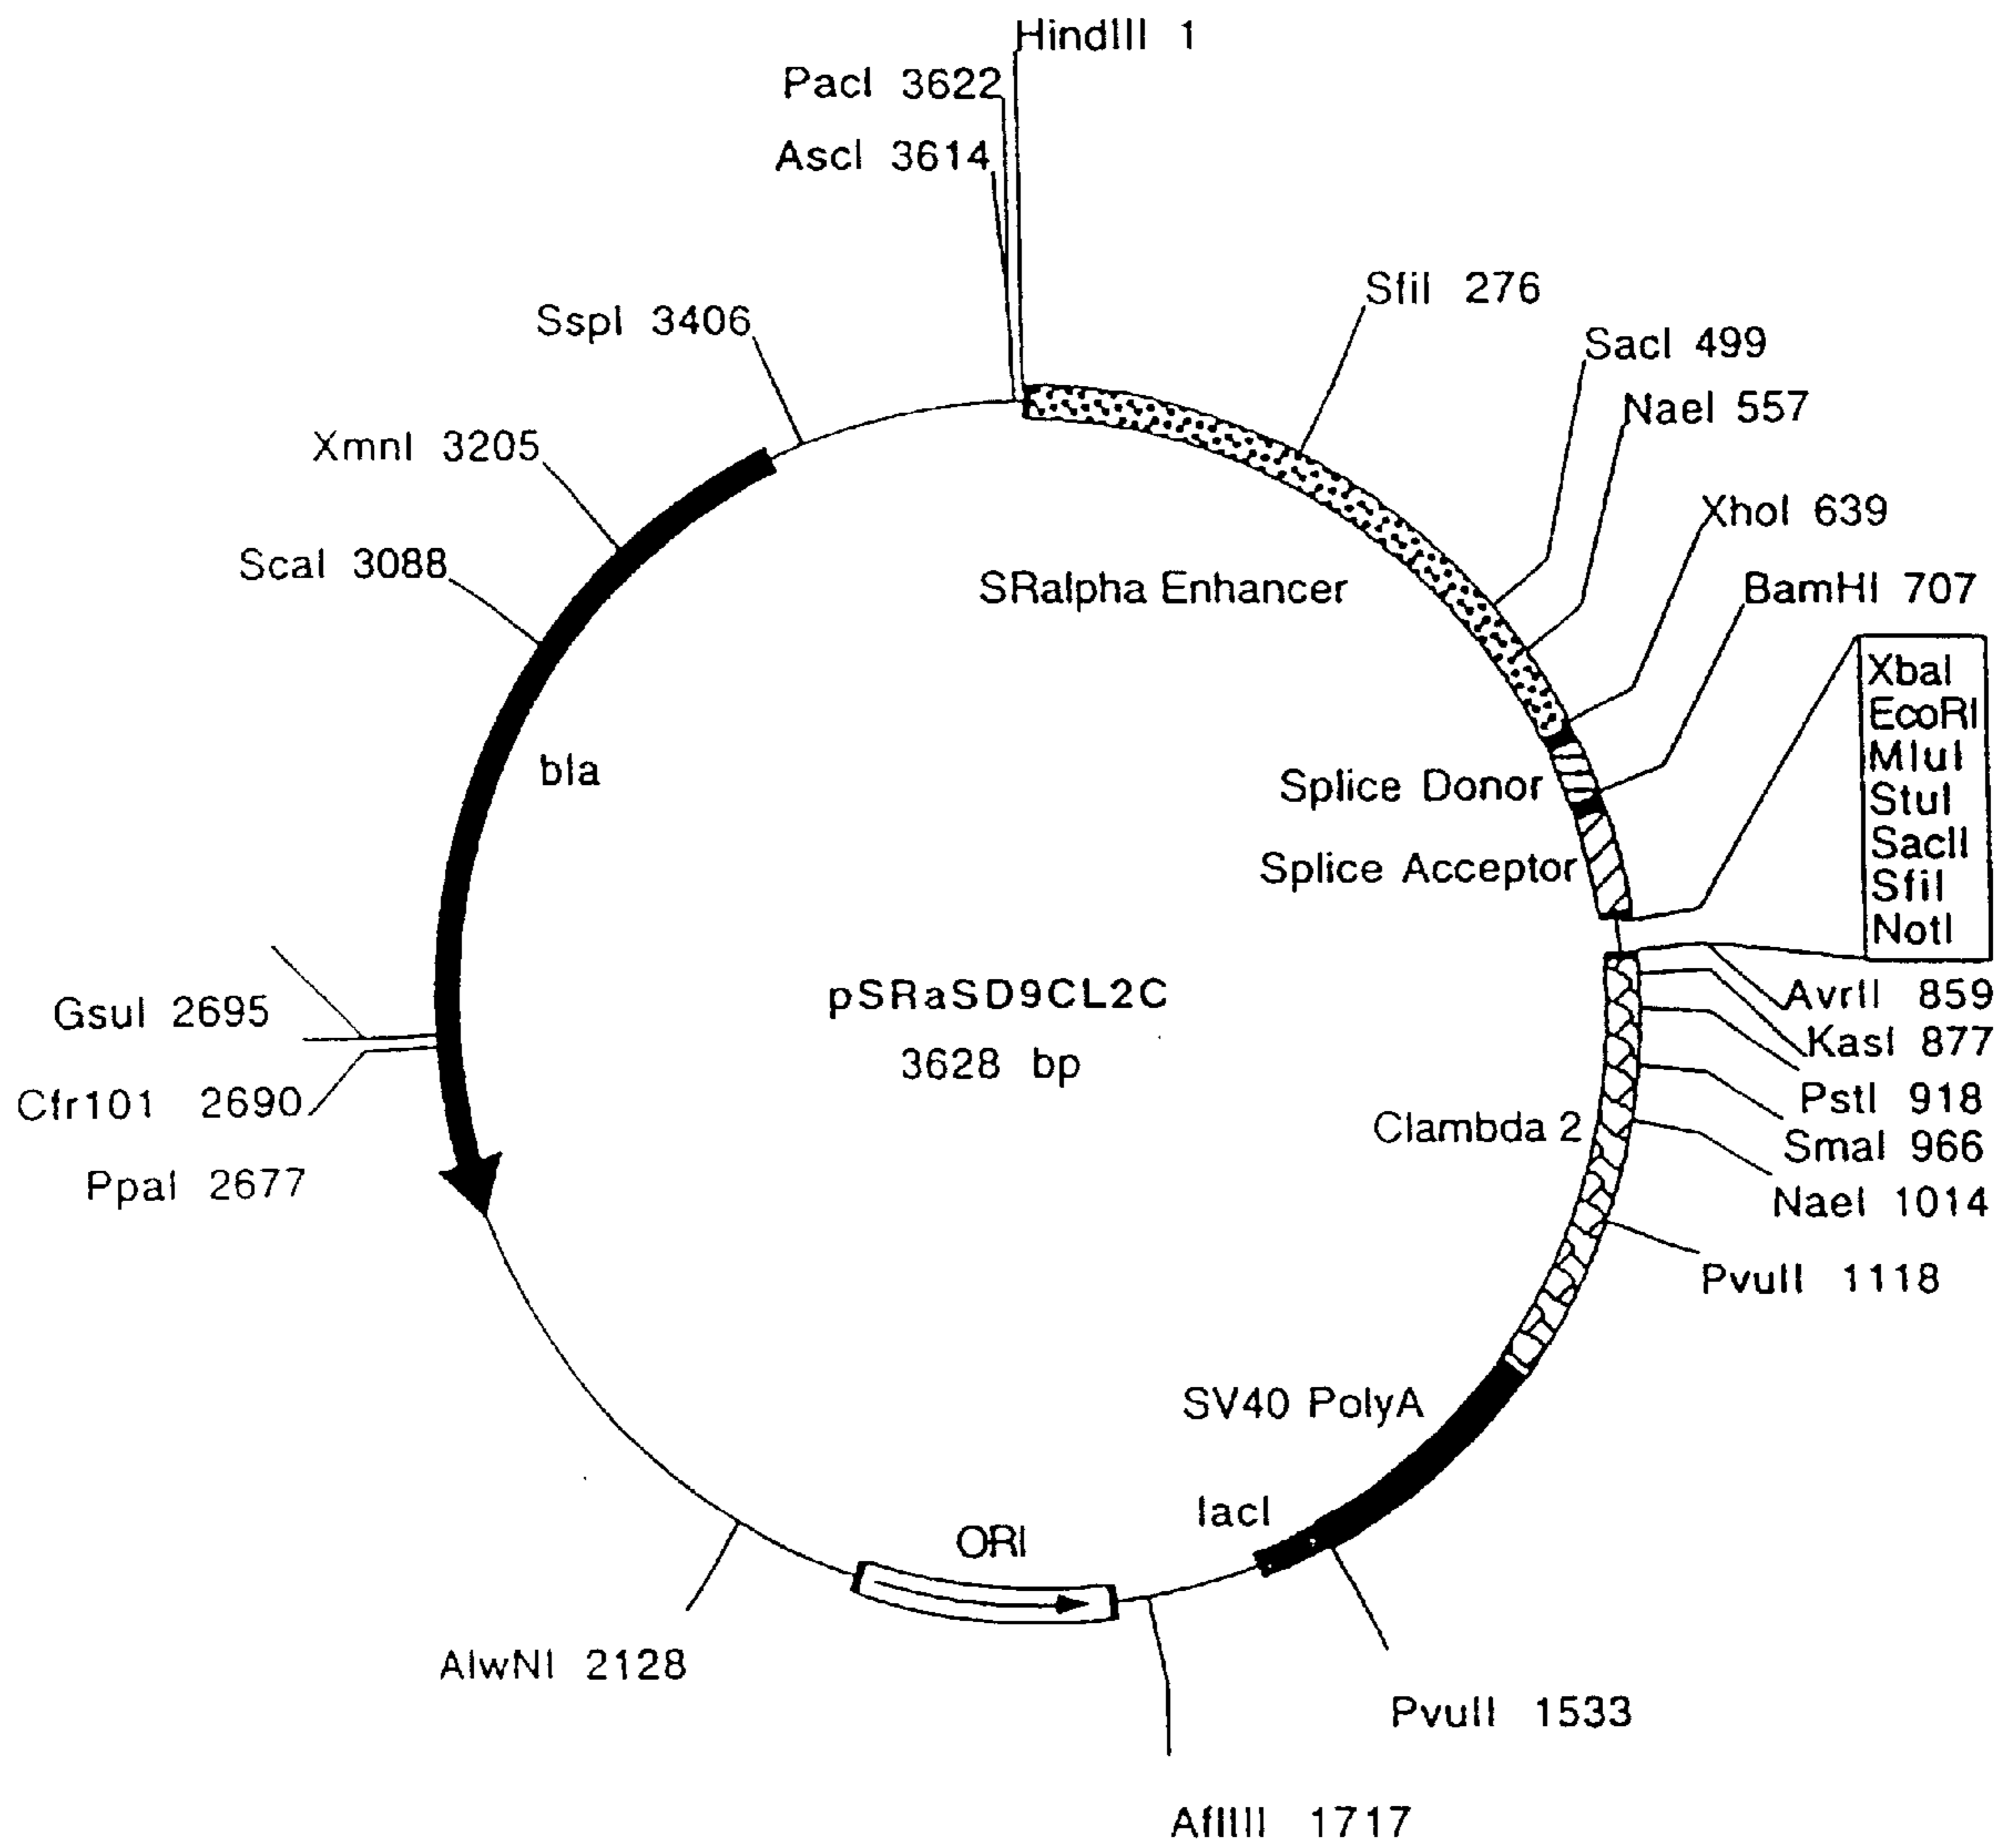 HindIII 1
PacI 3622
AscI 3614
SfiI 276
SspI 3406
SacI 499
NaeI 557
XmnI 3205
XhoI 639
ScaI 3088
SRalpha Enhancer
BamHI 707
XbaI
EcoRI
MluI
StuI
SacII
SfiI
NotI
bla
Splice Donor
Splice Acceptor
pSRaSD9CL2C
3628 bp
GsuI 2695
Cfr101 2690
PpaI 2677
AvrII 859
KasI 877
PstI 918
SmaI 966
NaeI 1014
Clambda 2
PvuII 1118
SV40 PolyA
lacI
ORI
AlwNI 2128
PvuII 1533
AflIII 1717